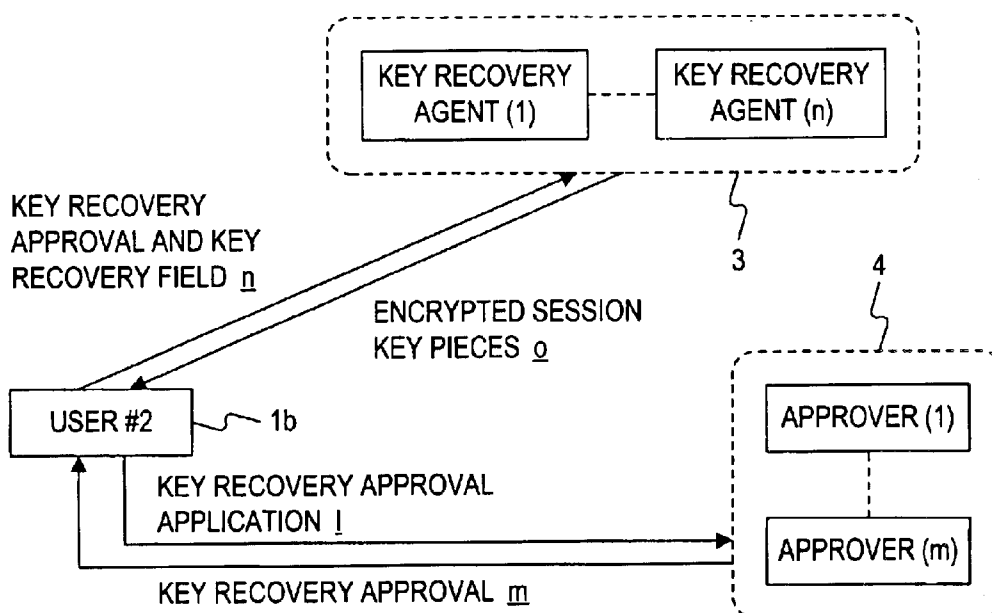 KEY RECOVERY
AGENT (1)
KEY RECOVERY
AGENT (n)
KEY RECOVERY
APPROVAL AND KEY
RECOVERY FIELD n
3
4
ENCRYPTED SESSION
KEY PIECES o
USER #2
1b
APPROVER (1)
KEY RECOVERY APPROVAL
APPLICATION l
APPROVER (m)
KEY RECOVERY APPROVAL m